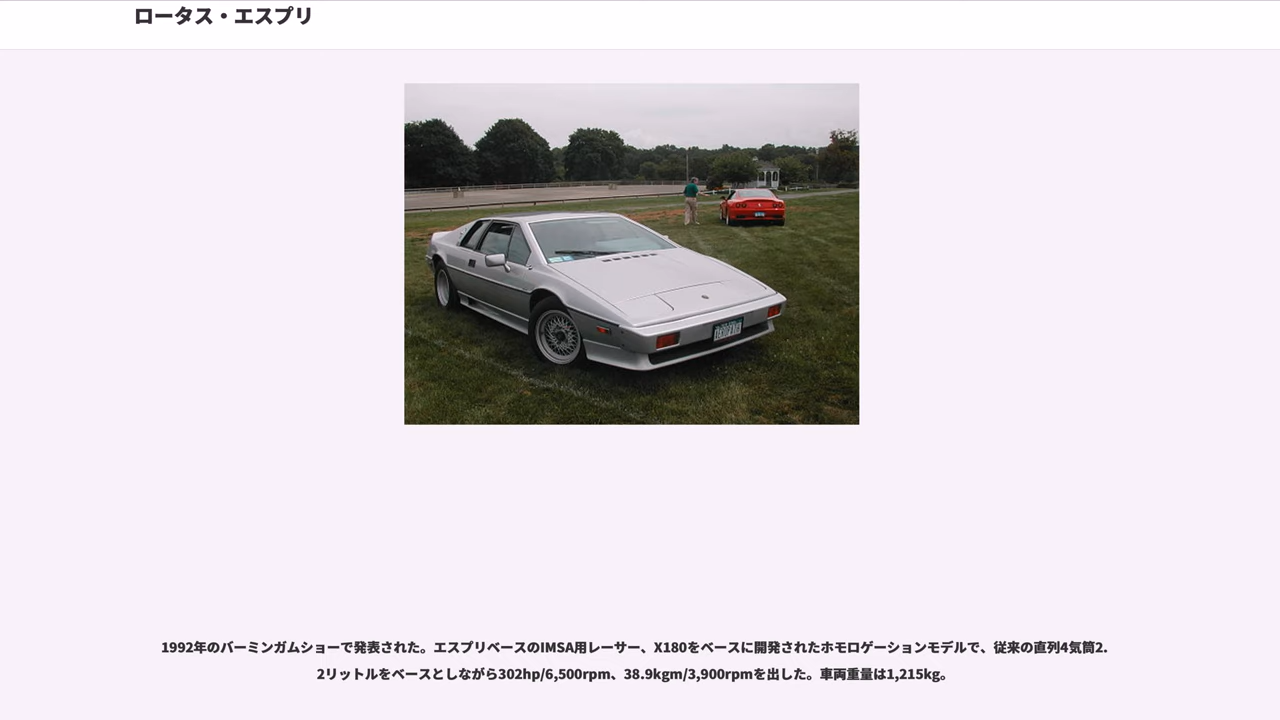 ロータス・エスプリ
1992年のバーミンガムショーで発表された。エスプリベースのIMSA用レーサー、X180をベースに開発されたホモロゲーションモデルで、従来の直列4気筒2.
2リットルをベースとしながら302hp/6,500rpm、38.9kgm/3,900rpmを出した。車両重量は1,215kg。